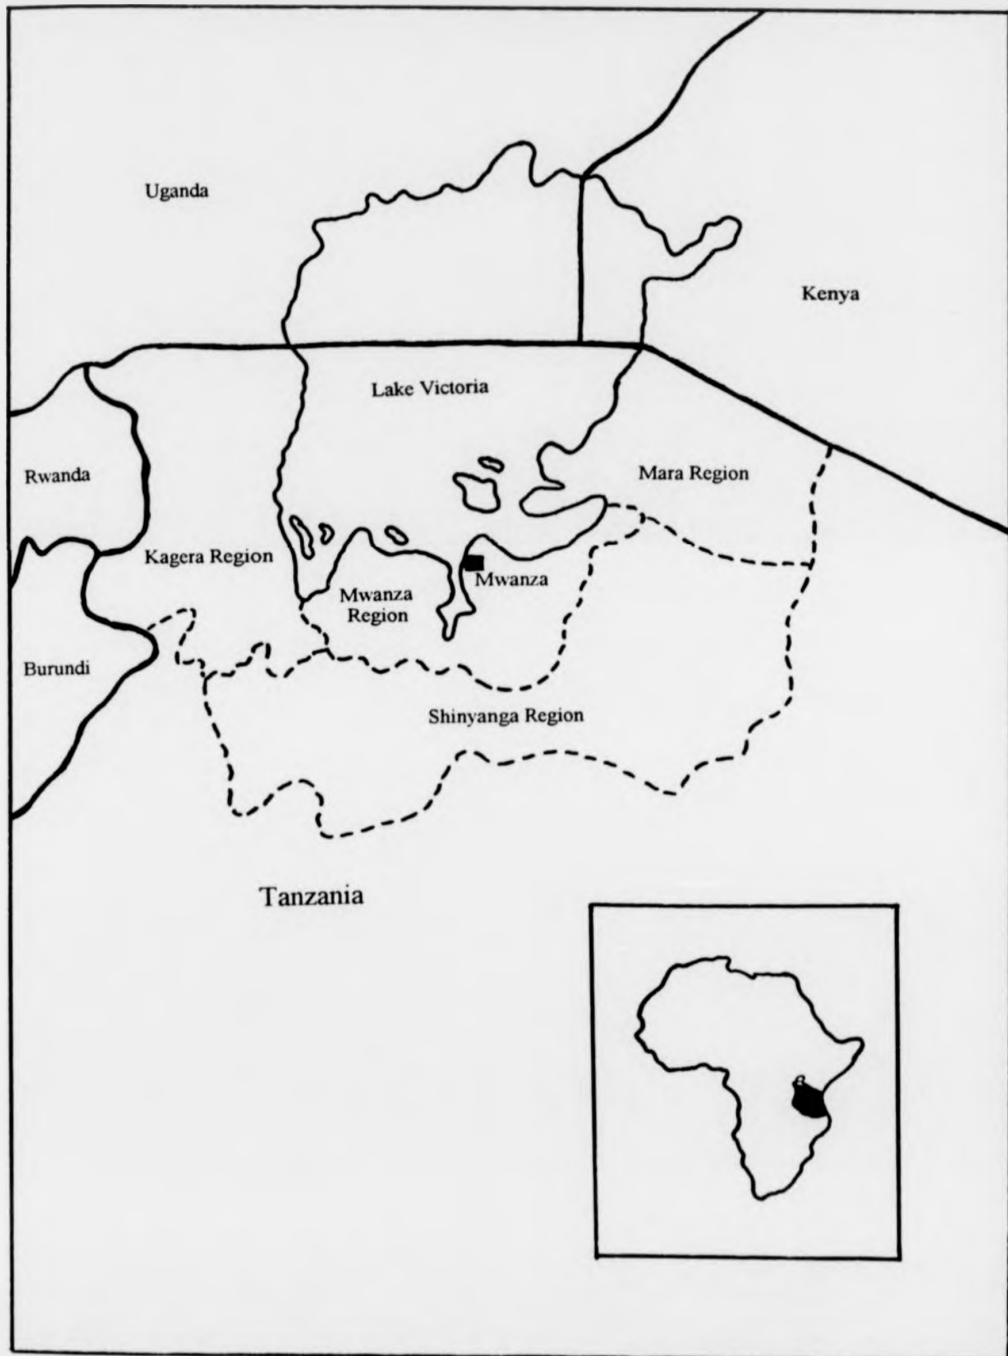 Uganda
Kenya
Lake Victoria
Rwanda
Mara Region
Kagera Region
Mwanza
Mwanza
Region
Burundi
Shinyanga Region
Tanzania